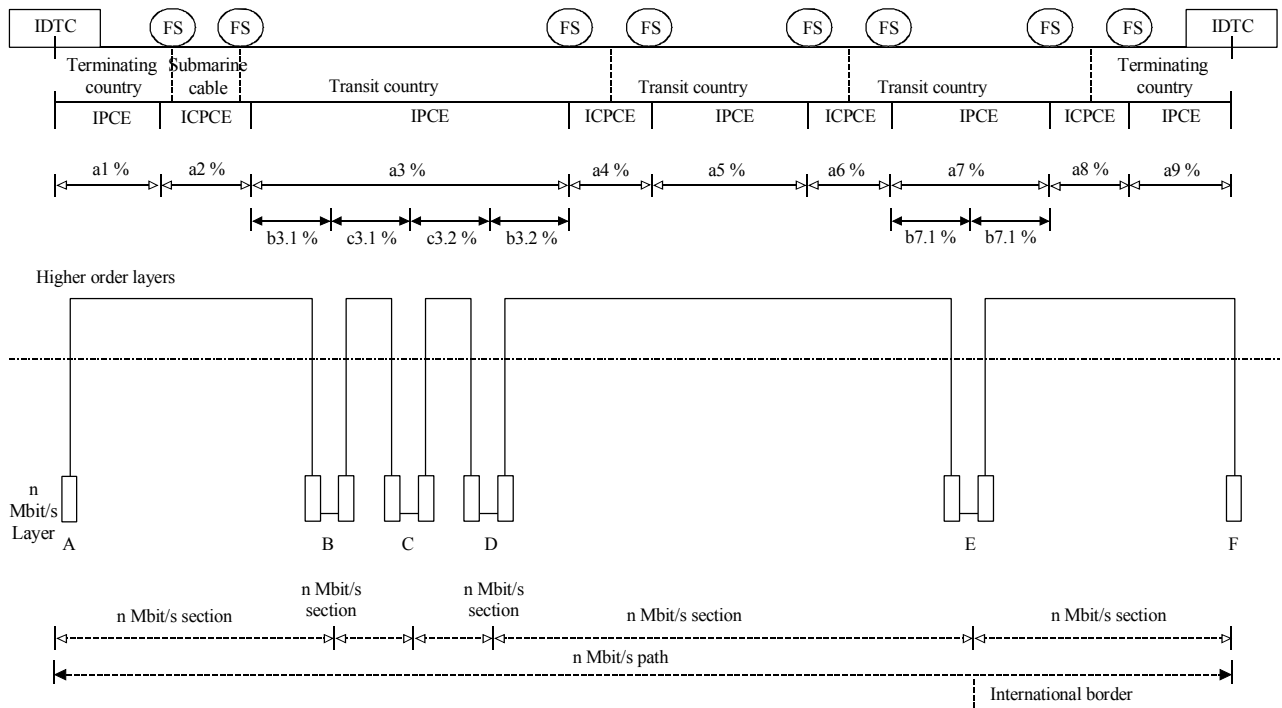 IDTC FS FS FS FS FS FS FS FS IDTC
Terminating
country
Submarine
cable
Transit country
Transit country
Transit country
Terminating
country
IPCE ICPCE IPCE ICPCE IPCE ICPCE IPCE ICPCE IPCE
a1 % a2 % a3 % a4 % a5 % a6 % a7 % a8 % a9 %
b3.1 % c3.1 % c3.2 % b3.2 % b7.1 % b7.1 %
Higher order layers
n
Mbit/s
Layer
A B C D E F
n Mbit/s section
n Mbit/s
section
n Mbit/s
section
n Mbit/s section
n Mbit/s section
n Mbit/s path
International border